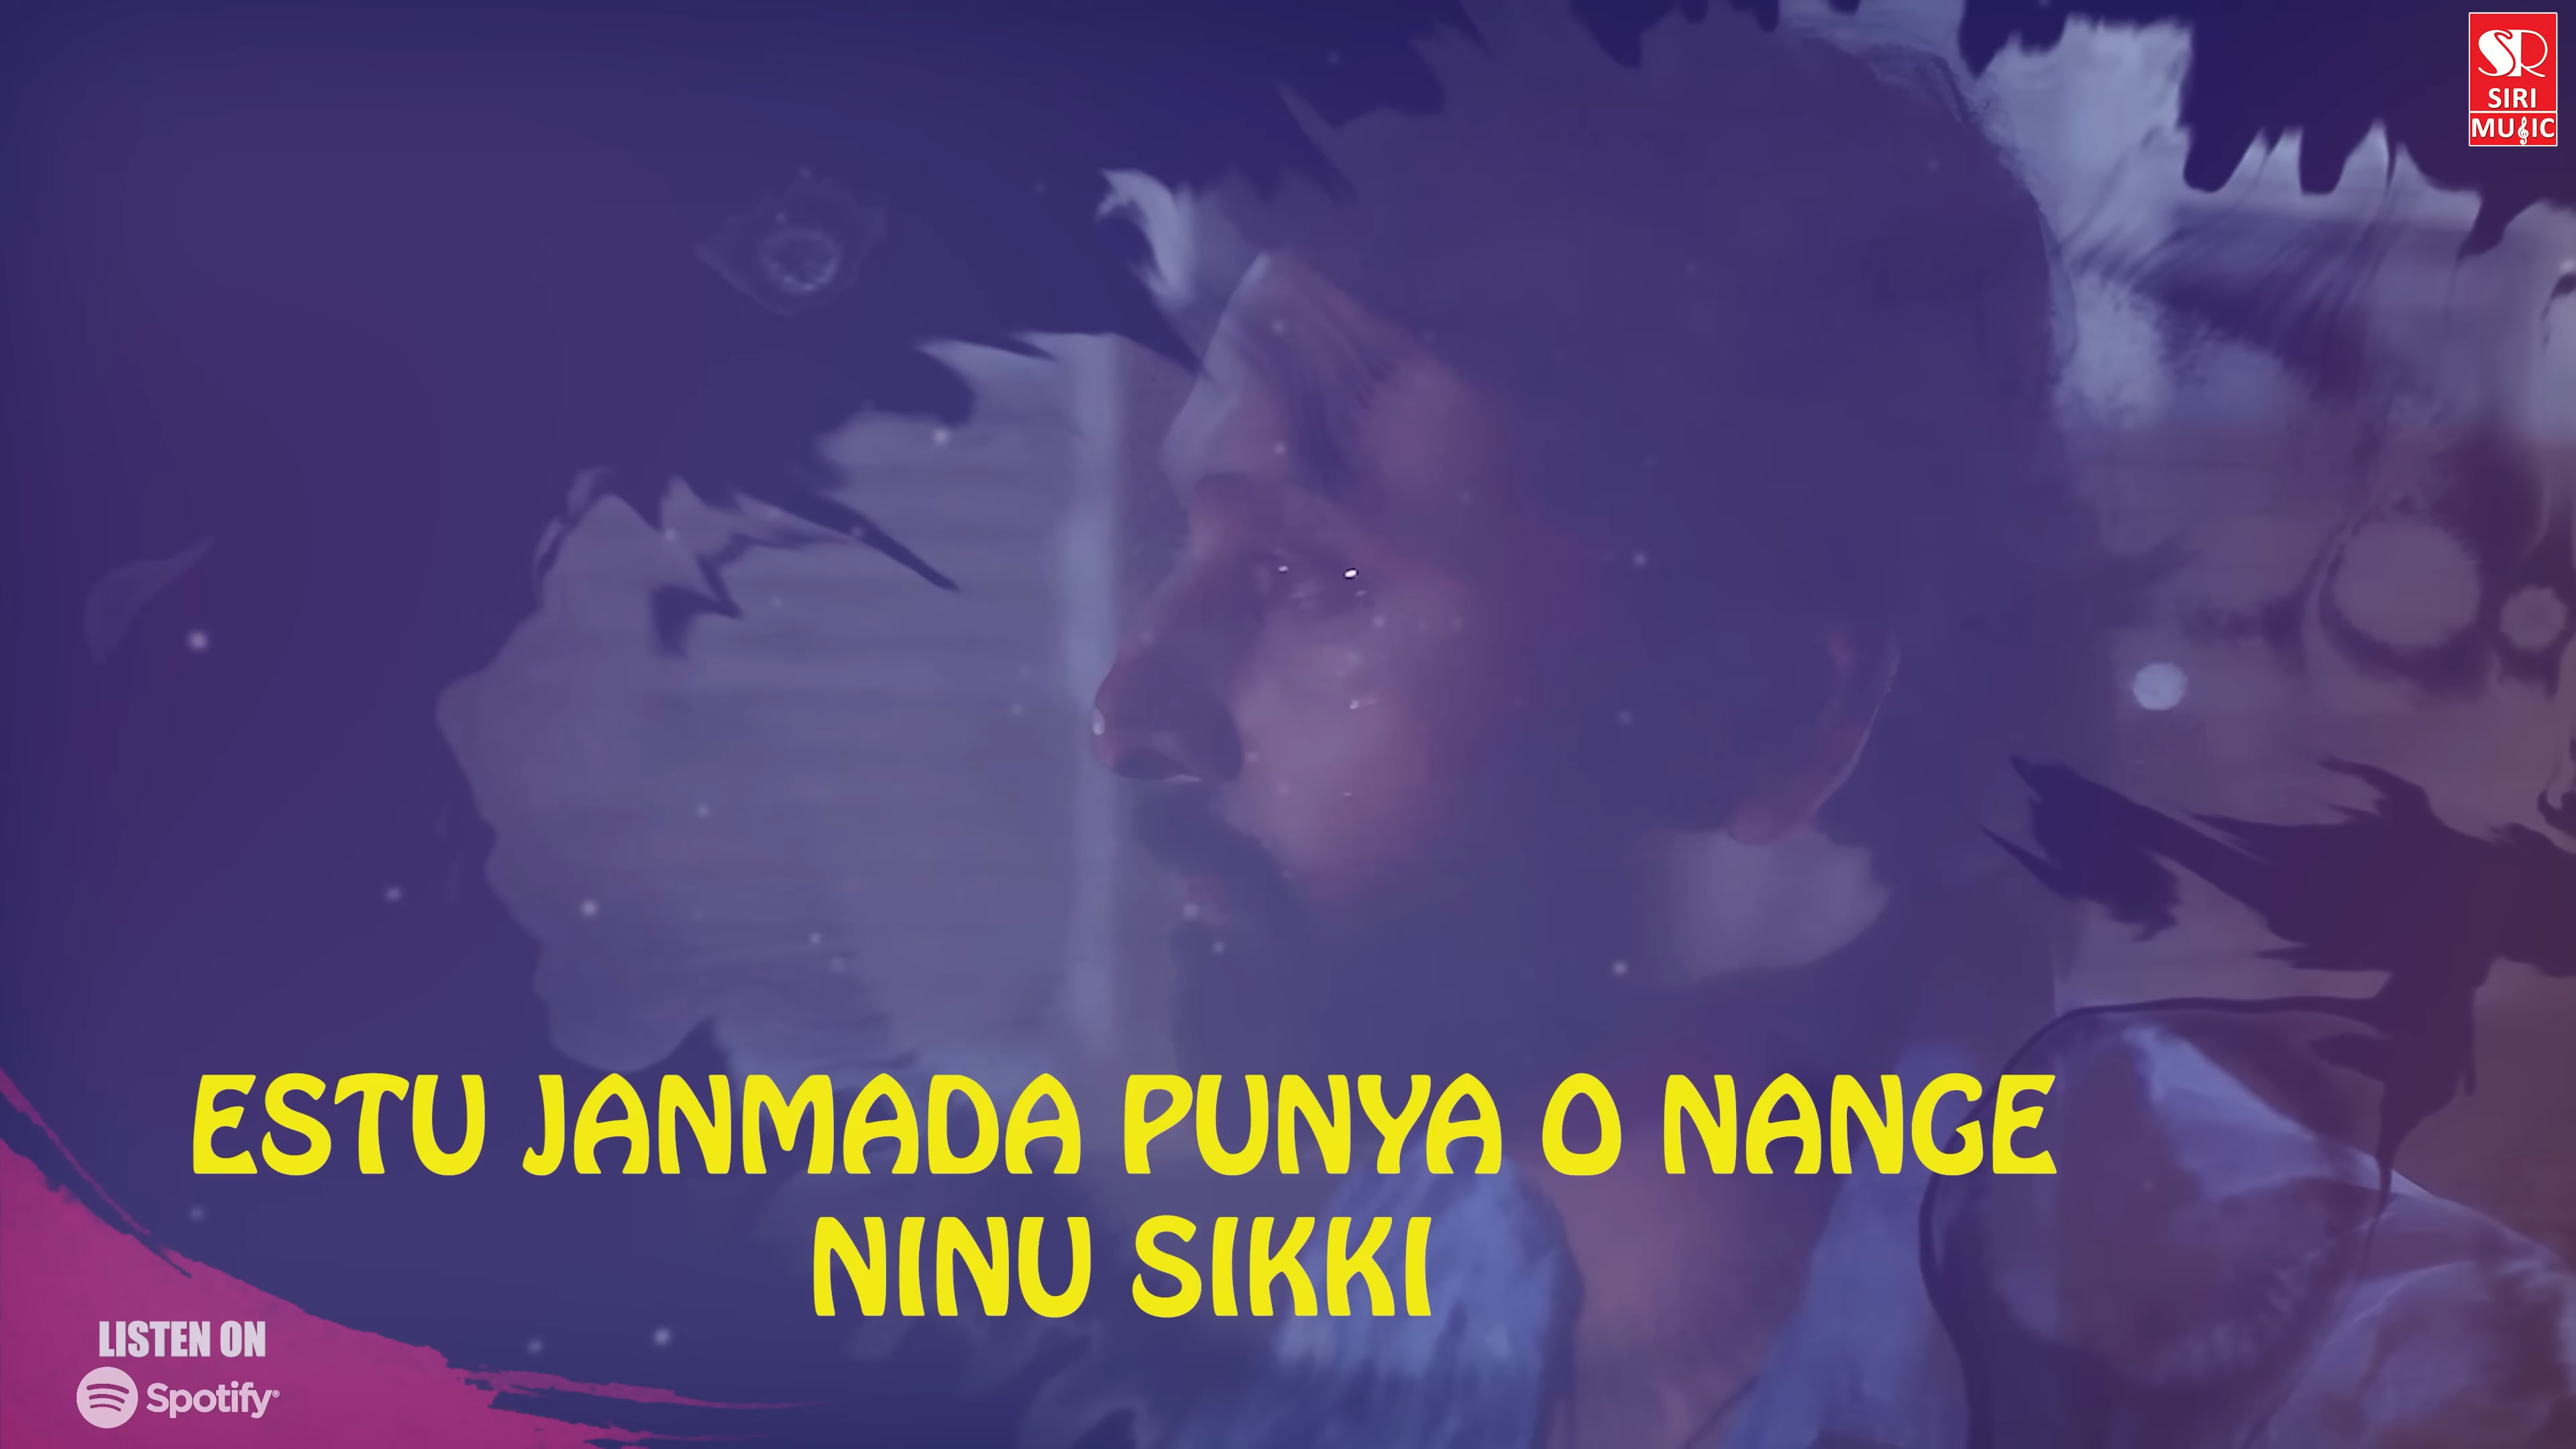 SR
SIRI
MUSIC
ESTU JANMADA PUNYA O NANGE
NINU SIKKI
LISTEN ON
Spotify